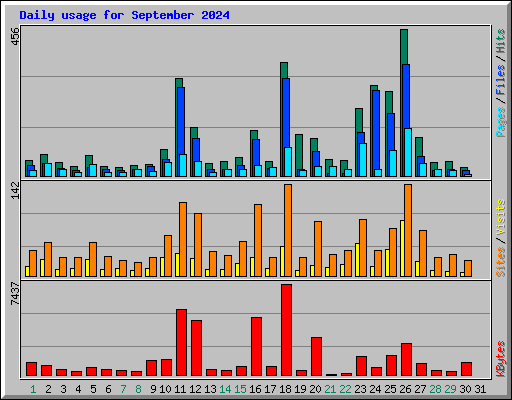 Daily usage for September 2024
456
Pages / Files / Hits
142
Sites / Visits
7437
KBytes
1 2 3 4 5 6 7 8 9 10 11 12 13 14 15 16 17 18 19 20 21 22 23 24 25 26 27 28 29 30 31